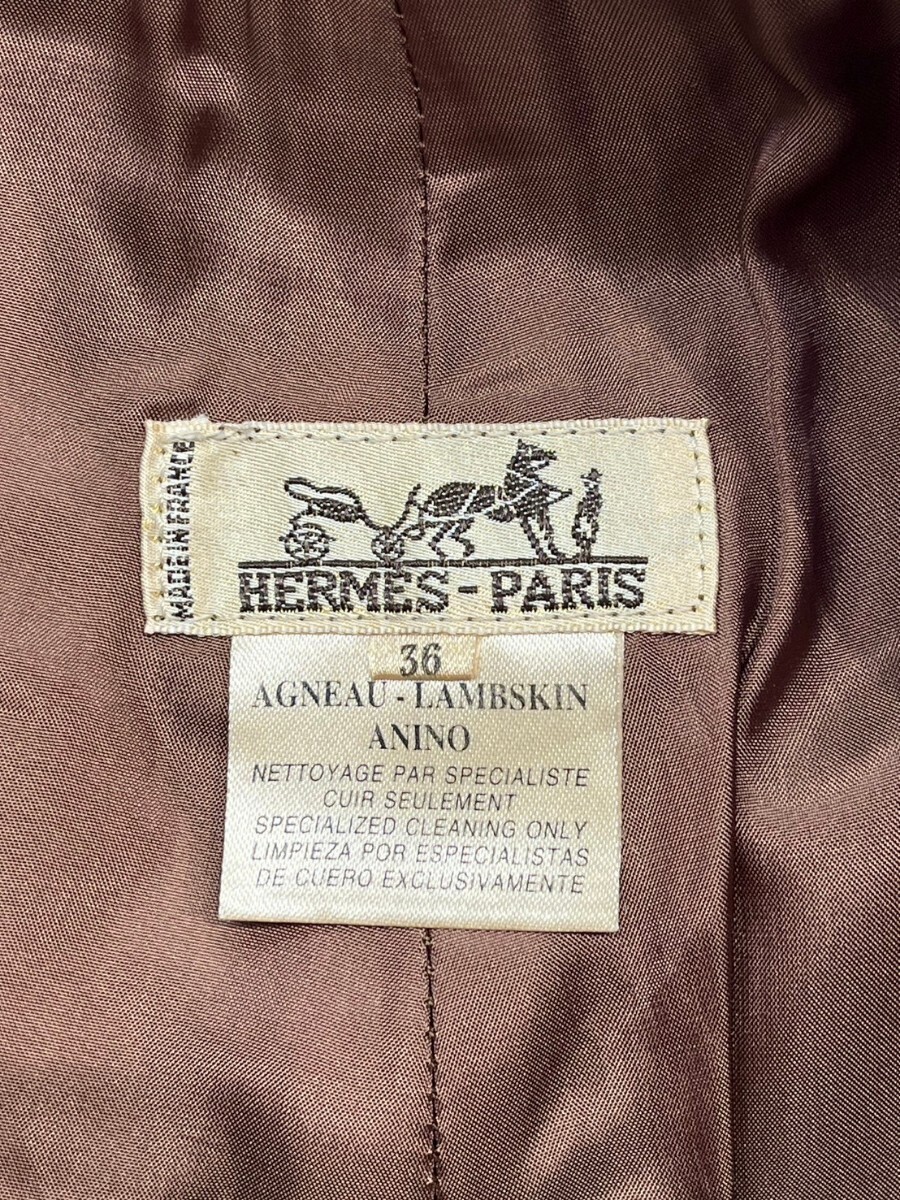 MADE IN FRANCE
HERMÈS-PARIS
36
AGNEAU - LAMBSKIN
ANINO
NETTOYAGE PAR SPECIALISTE
CUIR SEULEMENT
SPECIALIZED CLEANING ONLY
LIMPIEZA POR ESPECIALISTAS
DE CUERO EXCLUSIVAMENTE